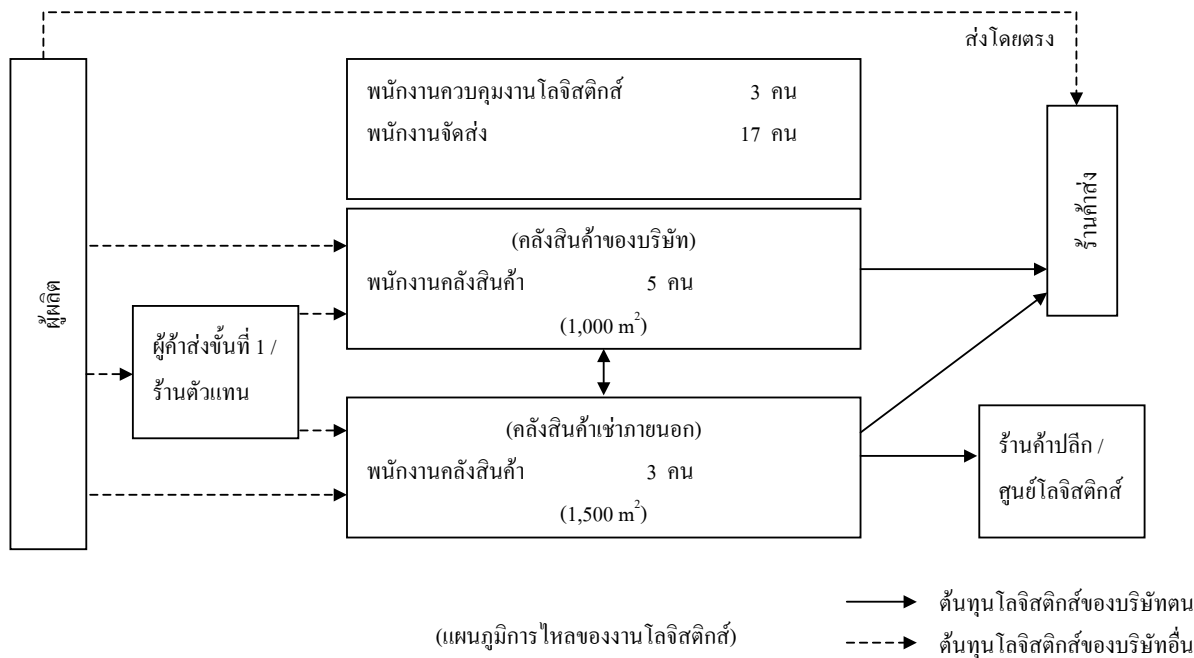 ส่งโดยตรง
พนักงานควบคุมงานโลจิสติกส์ 3 คน
พนักงานจัดส่ง 17 คน
ร้านค้าส่ง
(คลังสินค้าของบริษัท)
พนักงานคลังสินค้า 5 คน
(1,000 m²)
ผู้ผลิต
ผู้ค้าส่งขั้นที่ 1 /
ร้านตัวแทน
(คลังสินค้าเช่าภายนอก)
พนักงานคลังสินค้า 3 คน
(1,500 m²)
ร้านค้าปลีก /
ศูนย์โลจิสติกส์
ต้นทุนโลจิสติกส์ของบริษัทตน
(แผนภูมิการไหลของงานโลจิสติกส์)
ต้นทุนโลจิสติกส์ของบริษัทอื่น